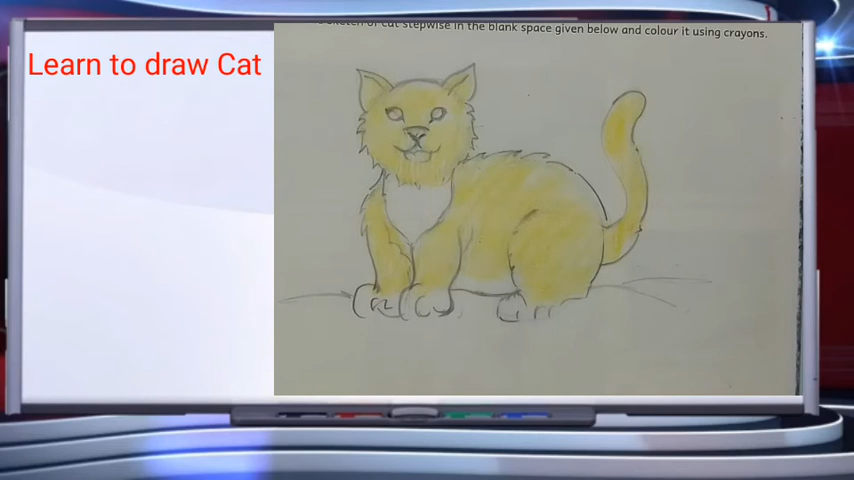 sketch of cat stepwise in the blank space given below and colour it using crayons.
Learn to draw Cat